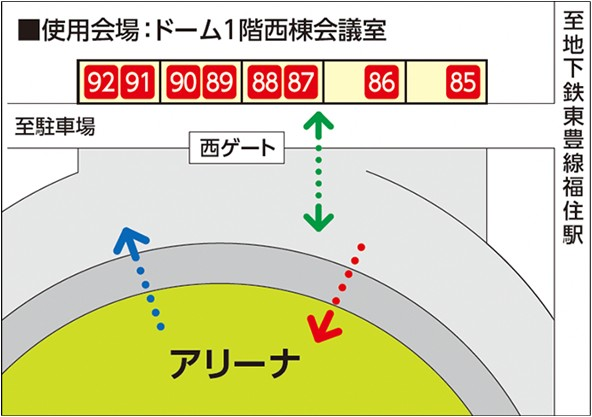 ■使用会場：ドーム1階西棟会議室
92 91 90 89 88 87 86 85
至駐車場
西ゲート
アリーナ
至地下鉄東豊線福住駅